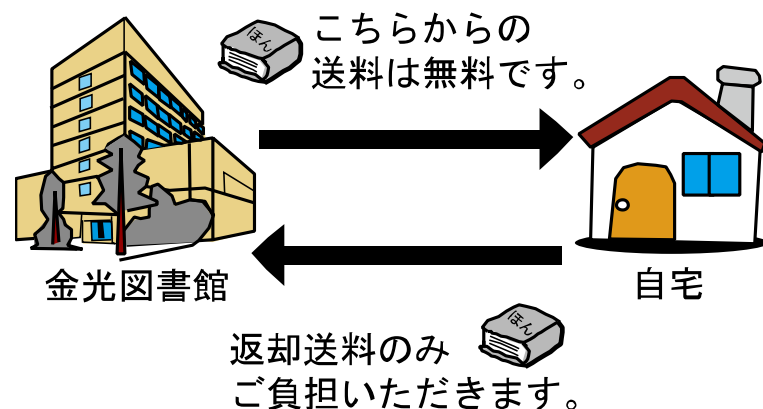 ほん
こちらからの
送料は無料です。
金光図書館
自宅
ほん
返却送料のみ
ご負担いただきます。